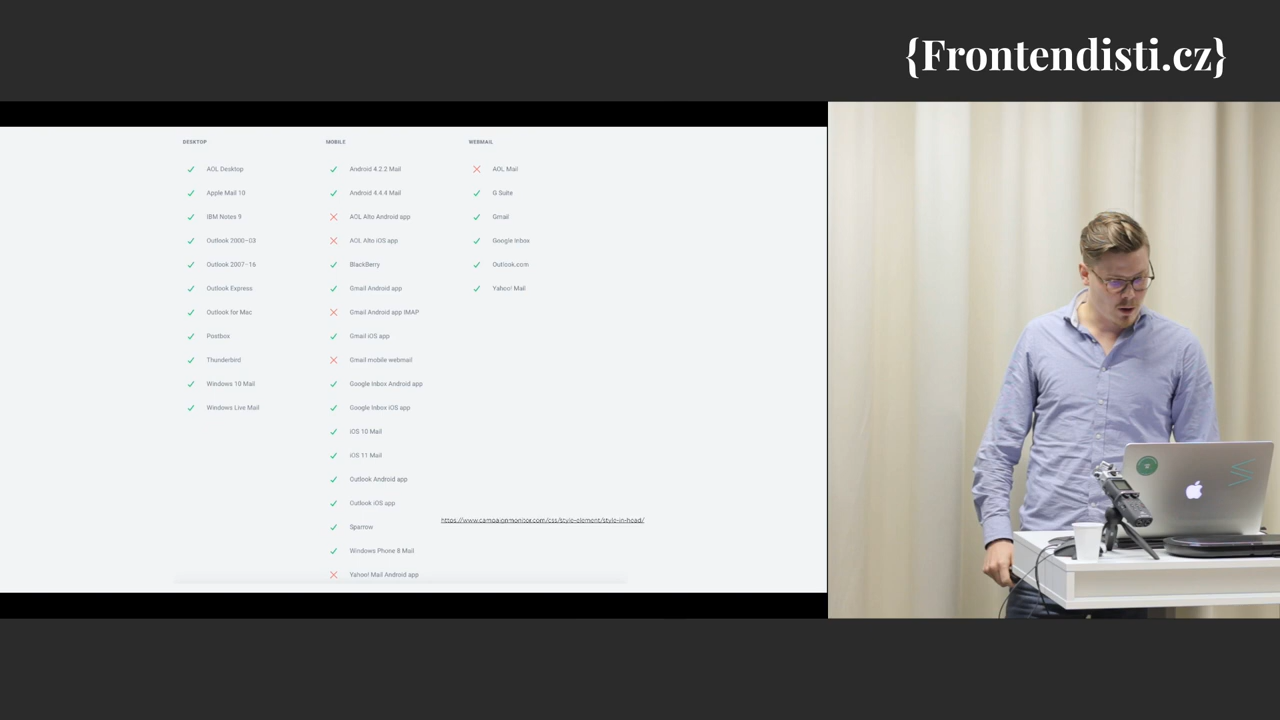 {Frontendisti.cz}
DESKTOP
AOL Desktop
Apple Mail 10
IBM Notes 9
Outlook 2000–03
Outlook 2007–16
Outlook Express
Outlook for Mac
Postbox
Thunderbird
Windows 10 Mail
Windows Live Mail
MOBILE
Android 4.2.2 Mail
Android 4.4.4 Mail
AOL Alto Android app
AOL Alto iOS app
BlackBerry
Gmail Android app
Gmail Android app IMAP
Gmail iOS app
Gmail mobile webmail
Google Inbox Android app
Google Inbox iOS app
iOS 10 Mail
iOS 11 Mail
Outlook Android app
Outlook iOS app
Sparrow
Windows Phone 8 Mail
Yahoo! Mail Android app
WEBMAIL
AOL Mail
G Suite
Gmail
Google Inbox
Outlook.com
Yahoo! Mail
https://www.campaignmonitor.com/css/style-element/style-in-head/